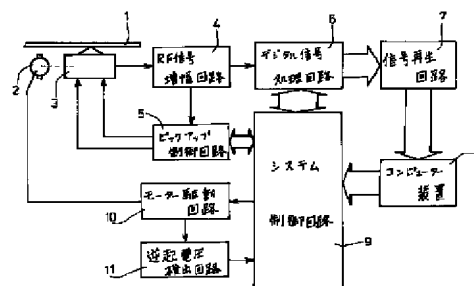 1
4
6
7
2
3
RF信号
増幅回路
デジタル信号
処理回路
信号再生
回路
5
ピックアップ
制御回路
システム
制御回路
コンピューター
装置
モーター駆動
回路
10
9
逆起電圧
検出回路
11